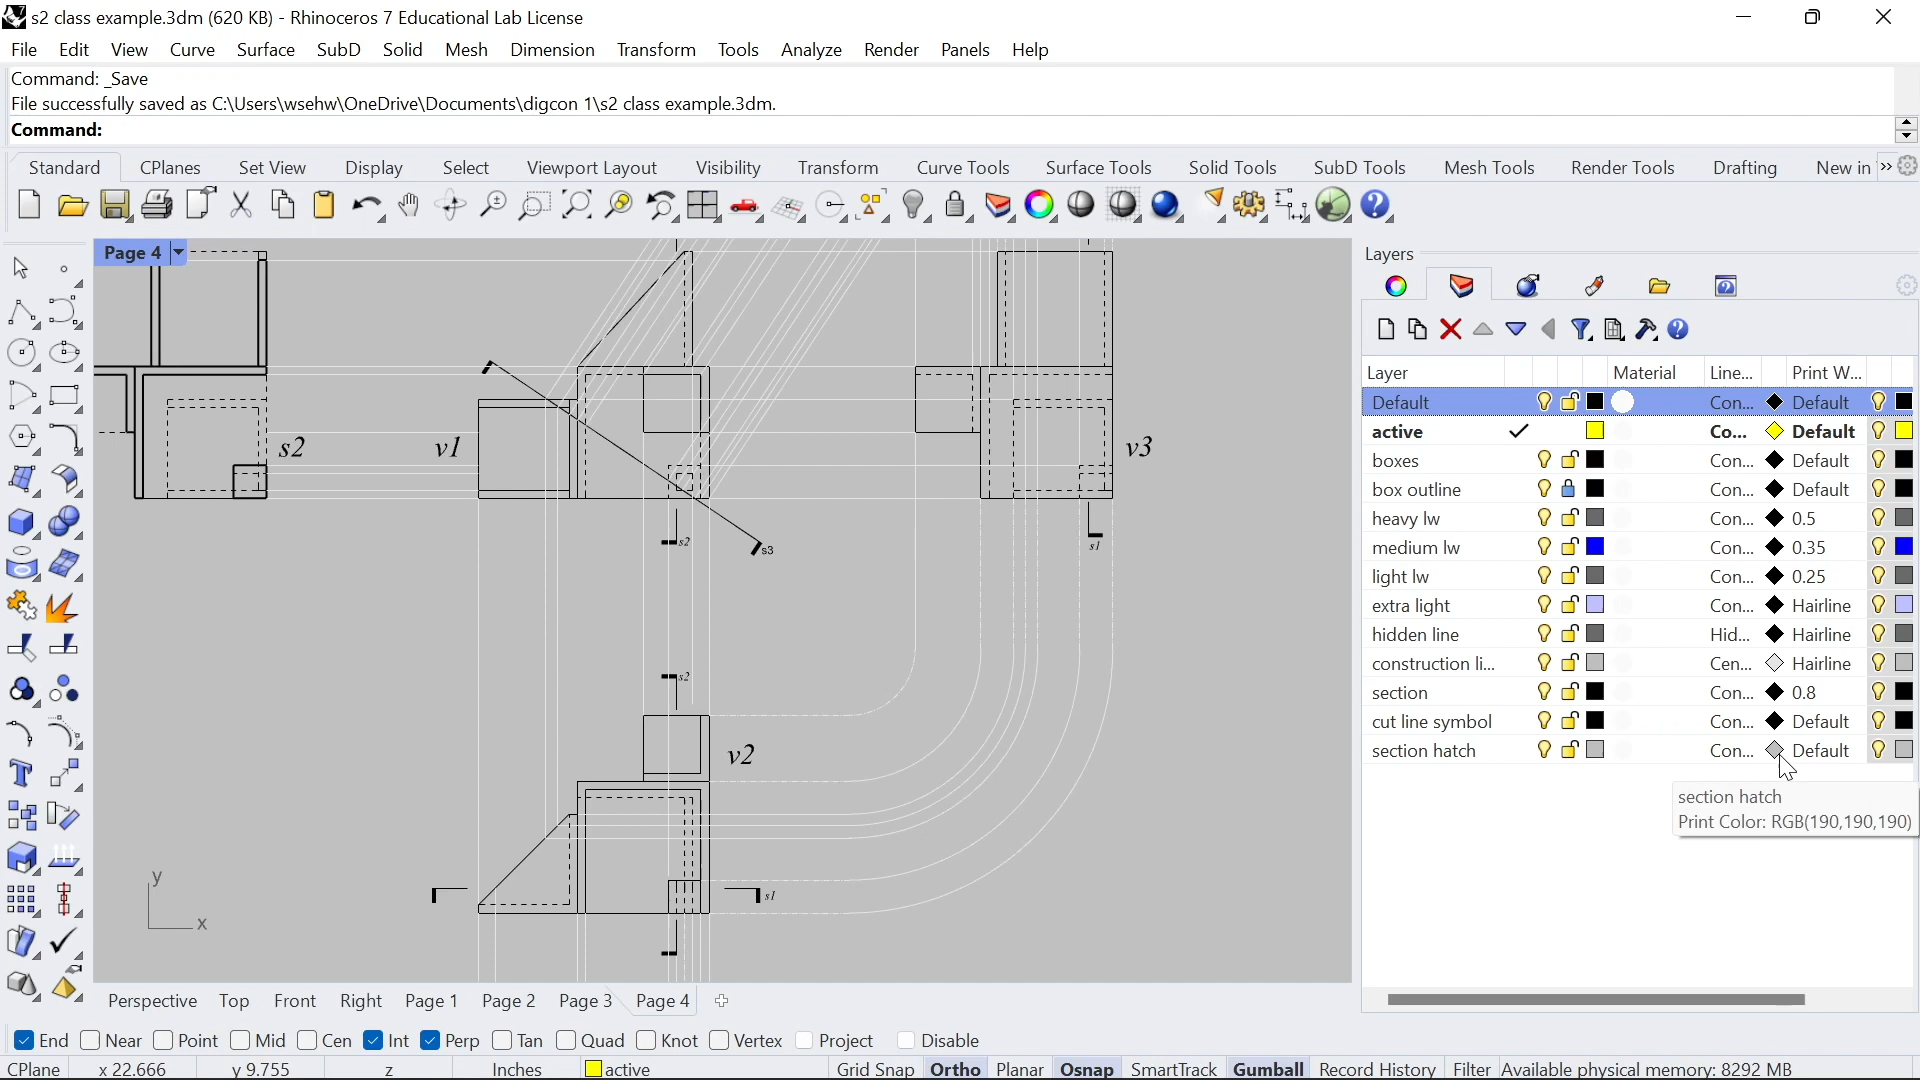 s2 class example.3dm (620 KB) - Rhinoceros 7 Educational Lab License
File Edit View Curve Surface SubD Solid Mesh Dimension Transform Tools Analyze Render Panels Help
Command: _Save
File successfully saved as C:\Users\wsehw\OneDrive\Documents\digcon 1\s2 class example.3dm.
Command:
Standard CPlanes Set View Display Select Viewport Layout Visibility Transform Curve Tools Surface Tools Solid Tools SubD Tools Mesh Tools Render Tools Drafting New in
Page 4
Layers
Layer Material Line... Print W...
Default Con... Default
active Co... Default
boxes Con... Default
box outline Con... Default
heavy lw Con... 0.5
medium lw Con... 0.35
light lw Con... 0.25
extra light Con... Hairline
hidden line Hid... Hairline
construction li... Cen... Hairline
section Con... 0.8
cut line symbol Con... Default
section hatch Con... Default
section hatch
Print Color: RGB(190,190,190)
s2 v1 v3
s2 s3 s1
s2
v2
s1
y
x
Perspective Top Front Right Page 1 Page 2 Page 3 Page 4
End Near Point Mid Cen Int Perp Tan Quad Knot Vertex Project Disable
CPlane x 22.666 y 9.755 z Inches active Grid Snap Ortho Planar Osnap SmartTrack Gumball Record History Filter Available physical memory: 8292 MB